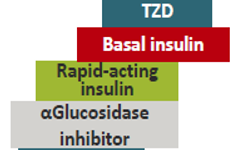 TZD
Basal insulin
Rapid-acting
insulin
αGlucosidase
inhibitor